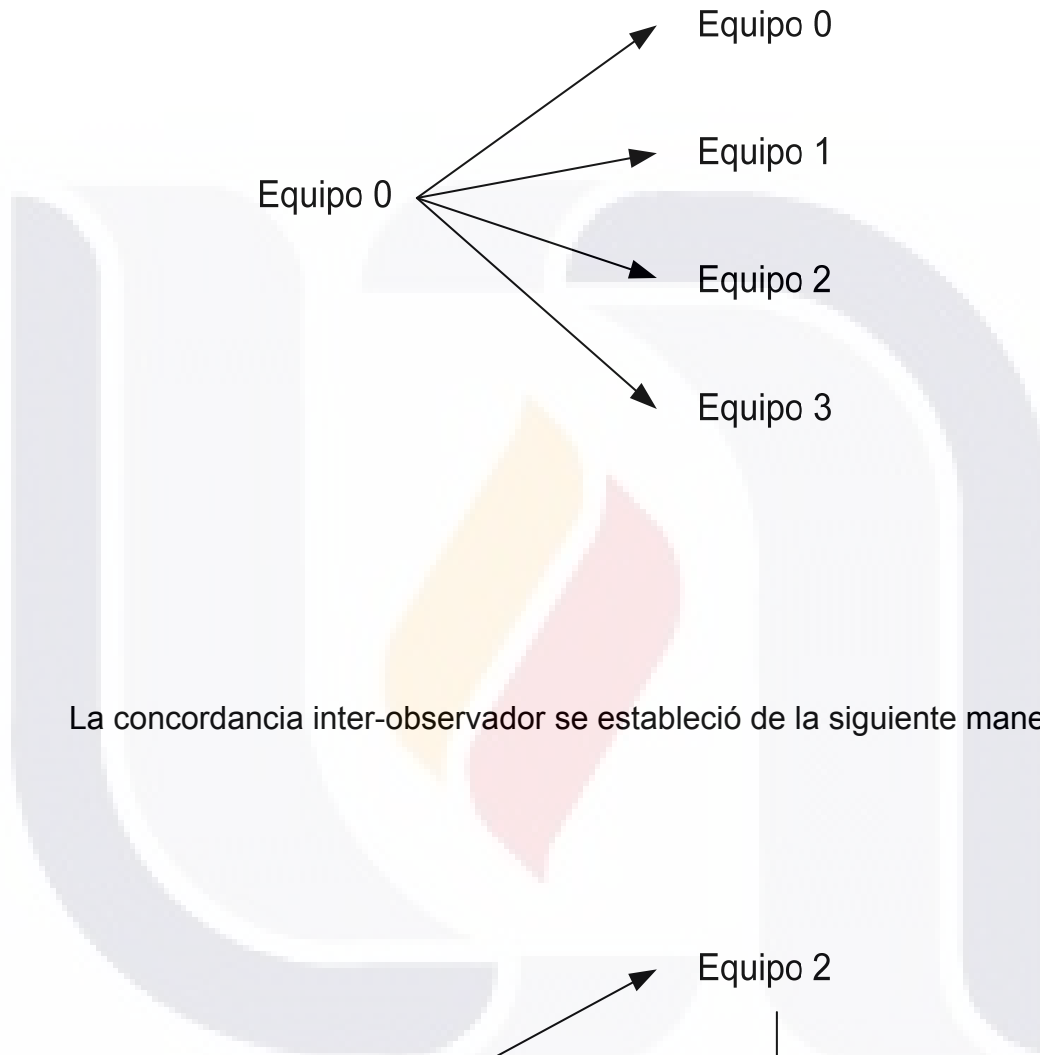 Equipo 0
Equipo 1
Equipo 0
Equipo 2
Equipo 3
La concordancia inter-observador se estableció de la siguiente mane
Equipo 2